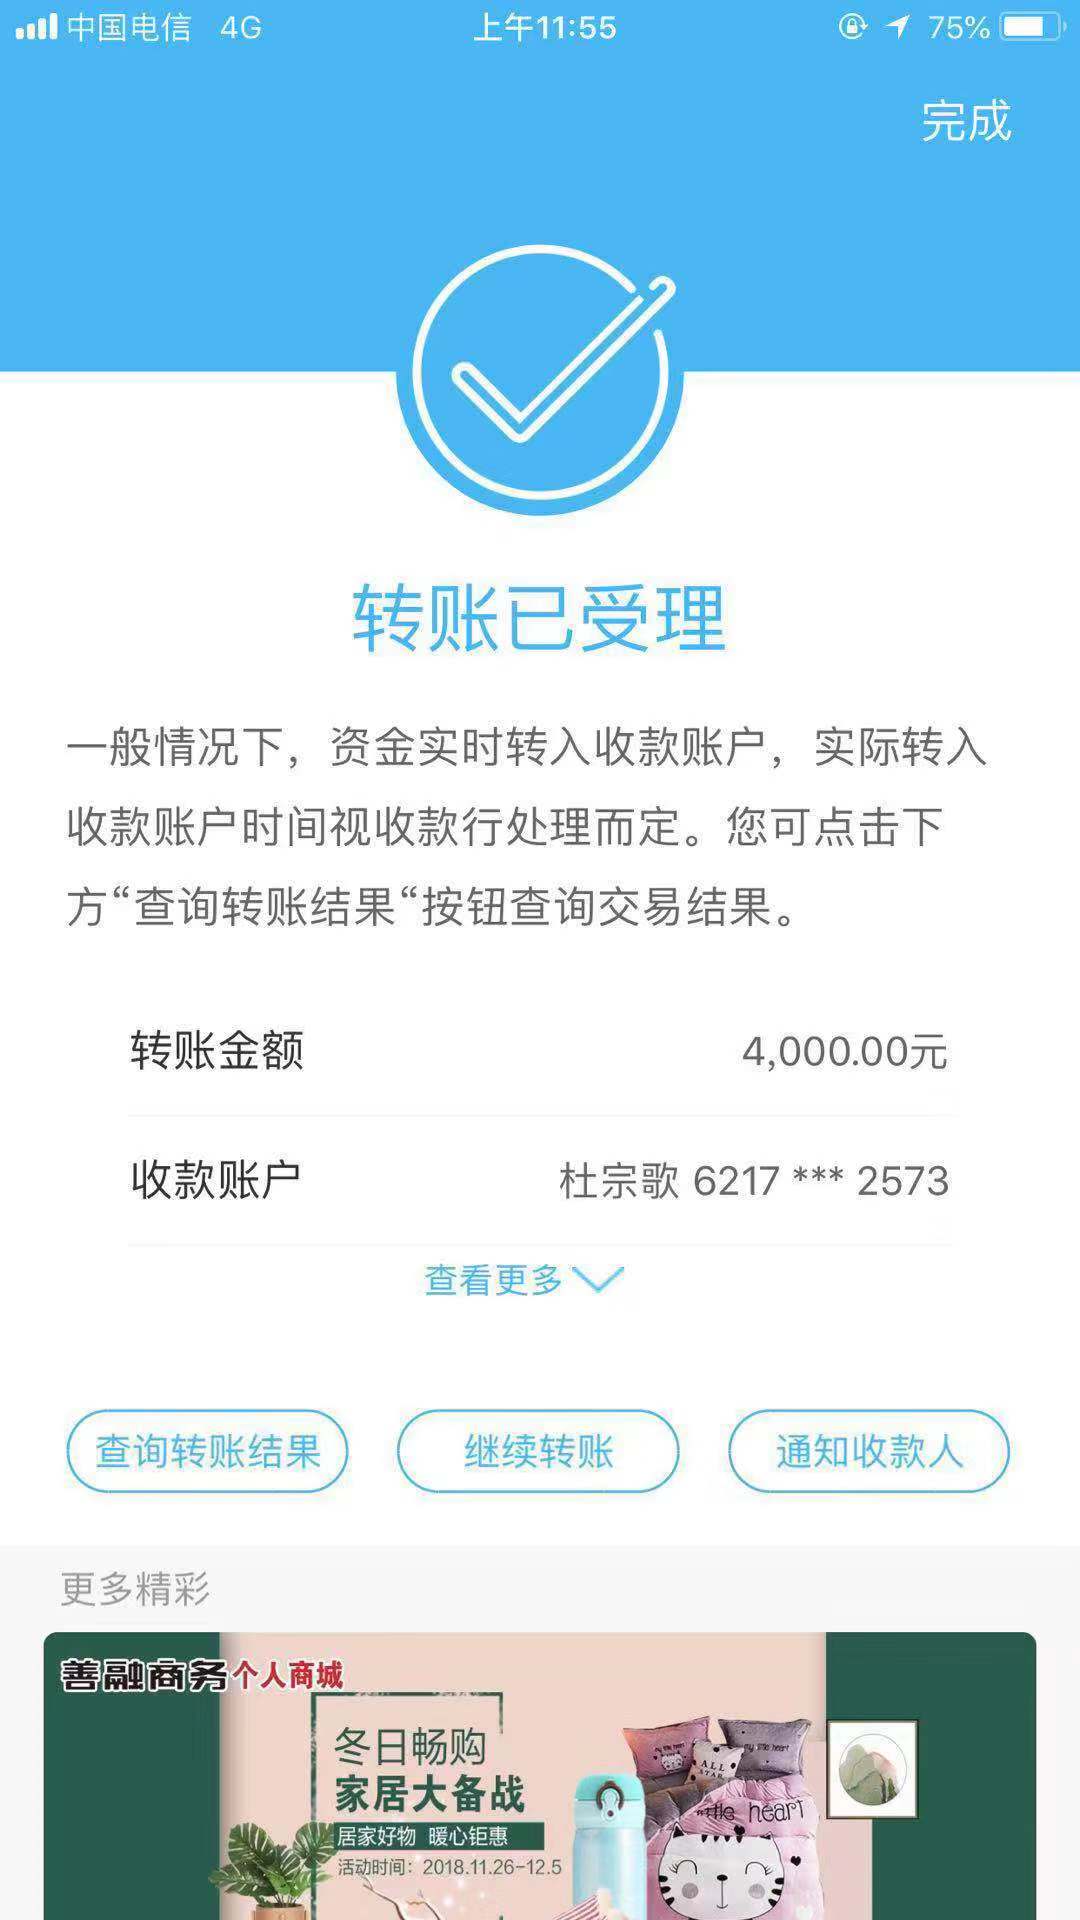 中国电信 4G 上午11:55 75%
完成
转账已受理
一般情况下，资金实时转入收款账户，实际转入
收款账户时间视收款行处理而定。您可点击下
方“查询转账结果“按钮查询交易结果。
转账金额 4,000.00元
收款账户 杜宗歌 6217 *** 2573
查看更多
查询转账结果 继续转账 通知收款人
更多精彩
善融商务个人商城
冬日畅购
家居大备战
居家好物 暖心钜惠
活动时间：2018.11.26-12.5
my little heart
my little heart
ALL
STAR
little heart